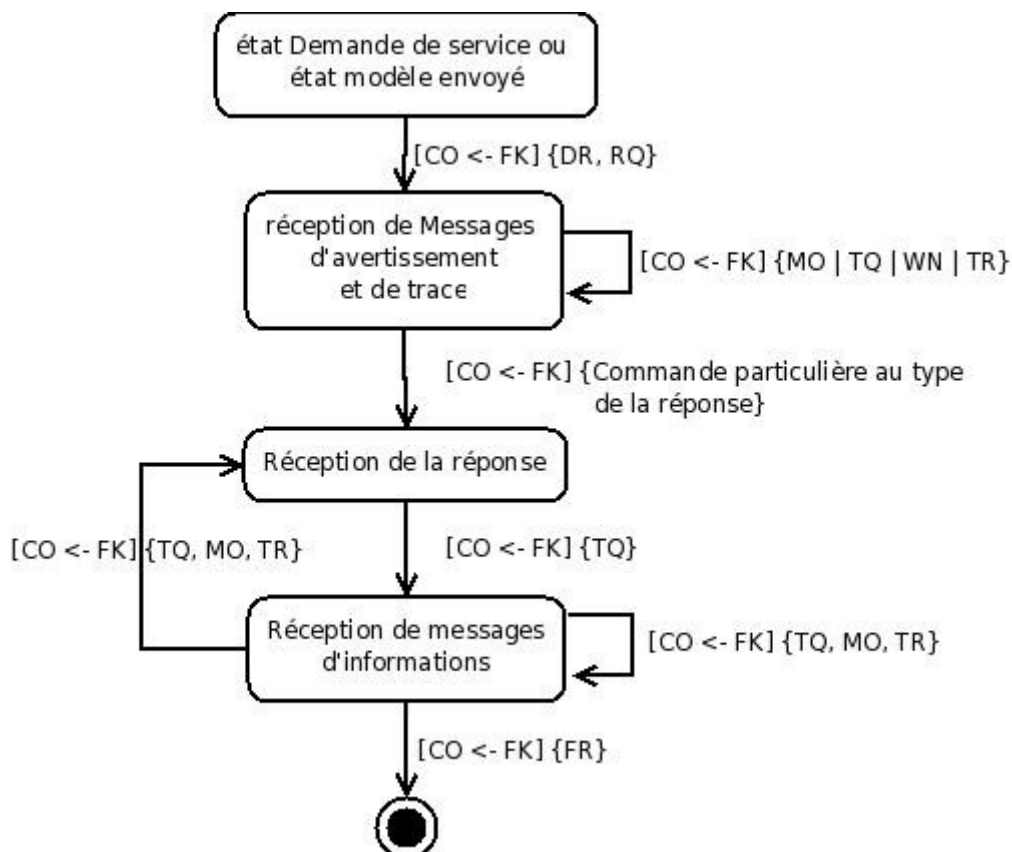 état Demande de service ou
état modèle envoyé
[CO <- FK] {DR, RQ}
réception de Messages
d'avertissement
et de trace
[CO <- FK] {MO | TQ | WN | TR}
[CO <- FK] {Commande particulière au type
de la réponse}
Réception de la réponse
[CO <- FK] {TQ, MO, TR}
[CO <- FK] {TQ}
Réception de messages
d'informations
[CO <- FK] {TQ, MO, TR}
[CO <- FK] {FR}